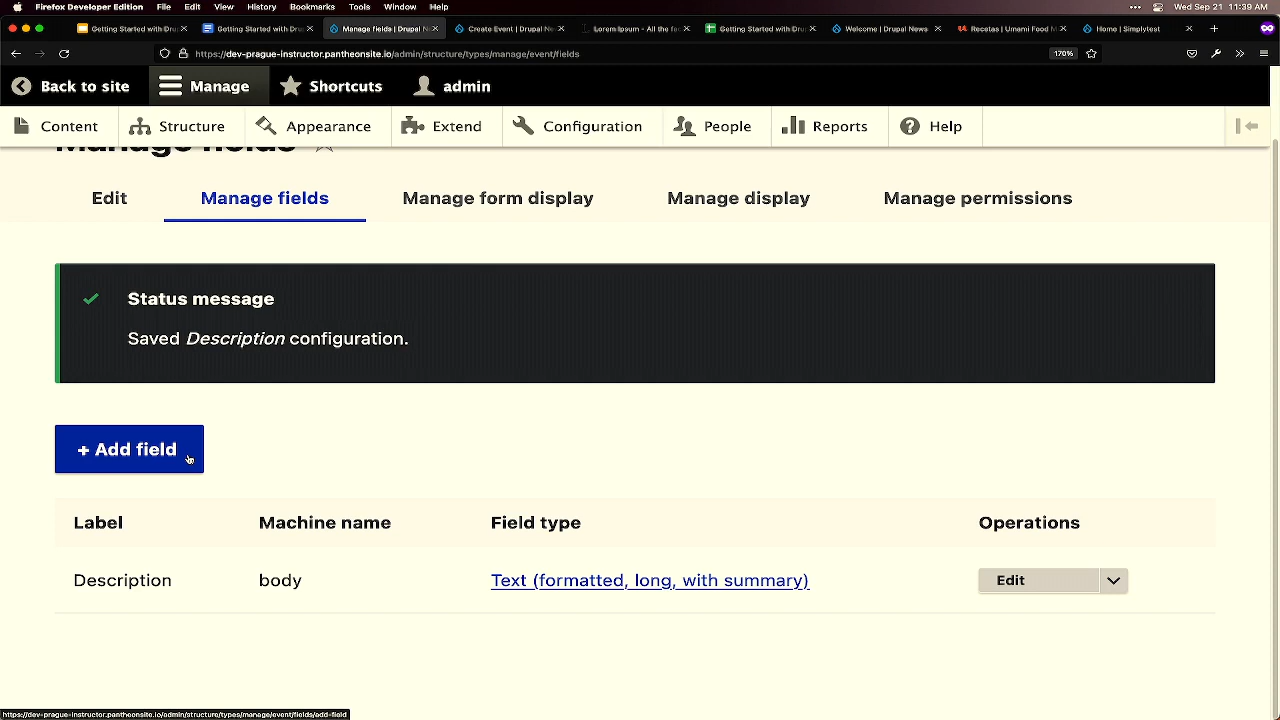 Firefox Developer Edition File Edit View History Bookmarks Tools Window Help Wed Sep 21 11:39 AM
Getting Started with Dru Getting Started with Dru Manage fields | Drupal N Create Event | Drupal Ne Lorem Ipsum - All the fa Getting Started with Dru Welcome | Drupal News Recetas | Umami Food M Home | Simplytest
https://dev-prague-instructor.pantheonsite.io/admin/structure/types/manage/event/fields 170%
Back to site Manage Shortcuts admin
Content Structure Appearance Extend Configuration People Reports Help
Manage fields
Edit Manage fields Manage form display Manage display Manage permissions
Status message
Saved Description configuration.
+ Add field
Label Machine name Field type Operations
Description body Text (formatted, long, with summary) Edit
https://dev-prague-instructor.pantheonsite.io/admin/structure/types/manage/event/fields/add-field